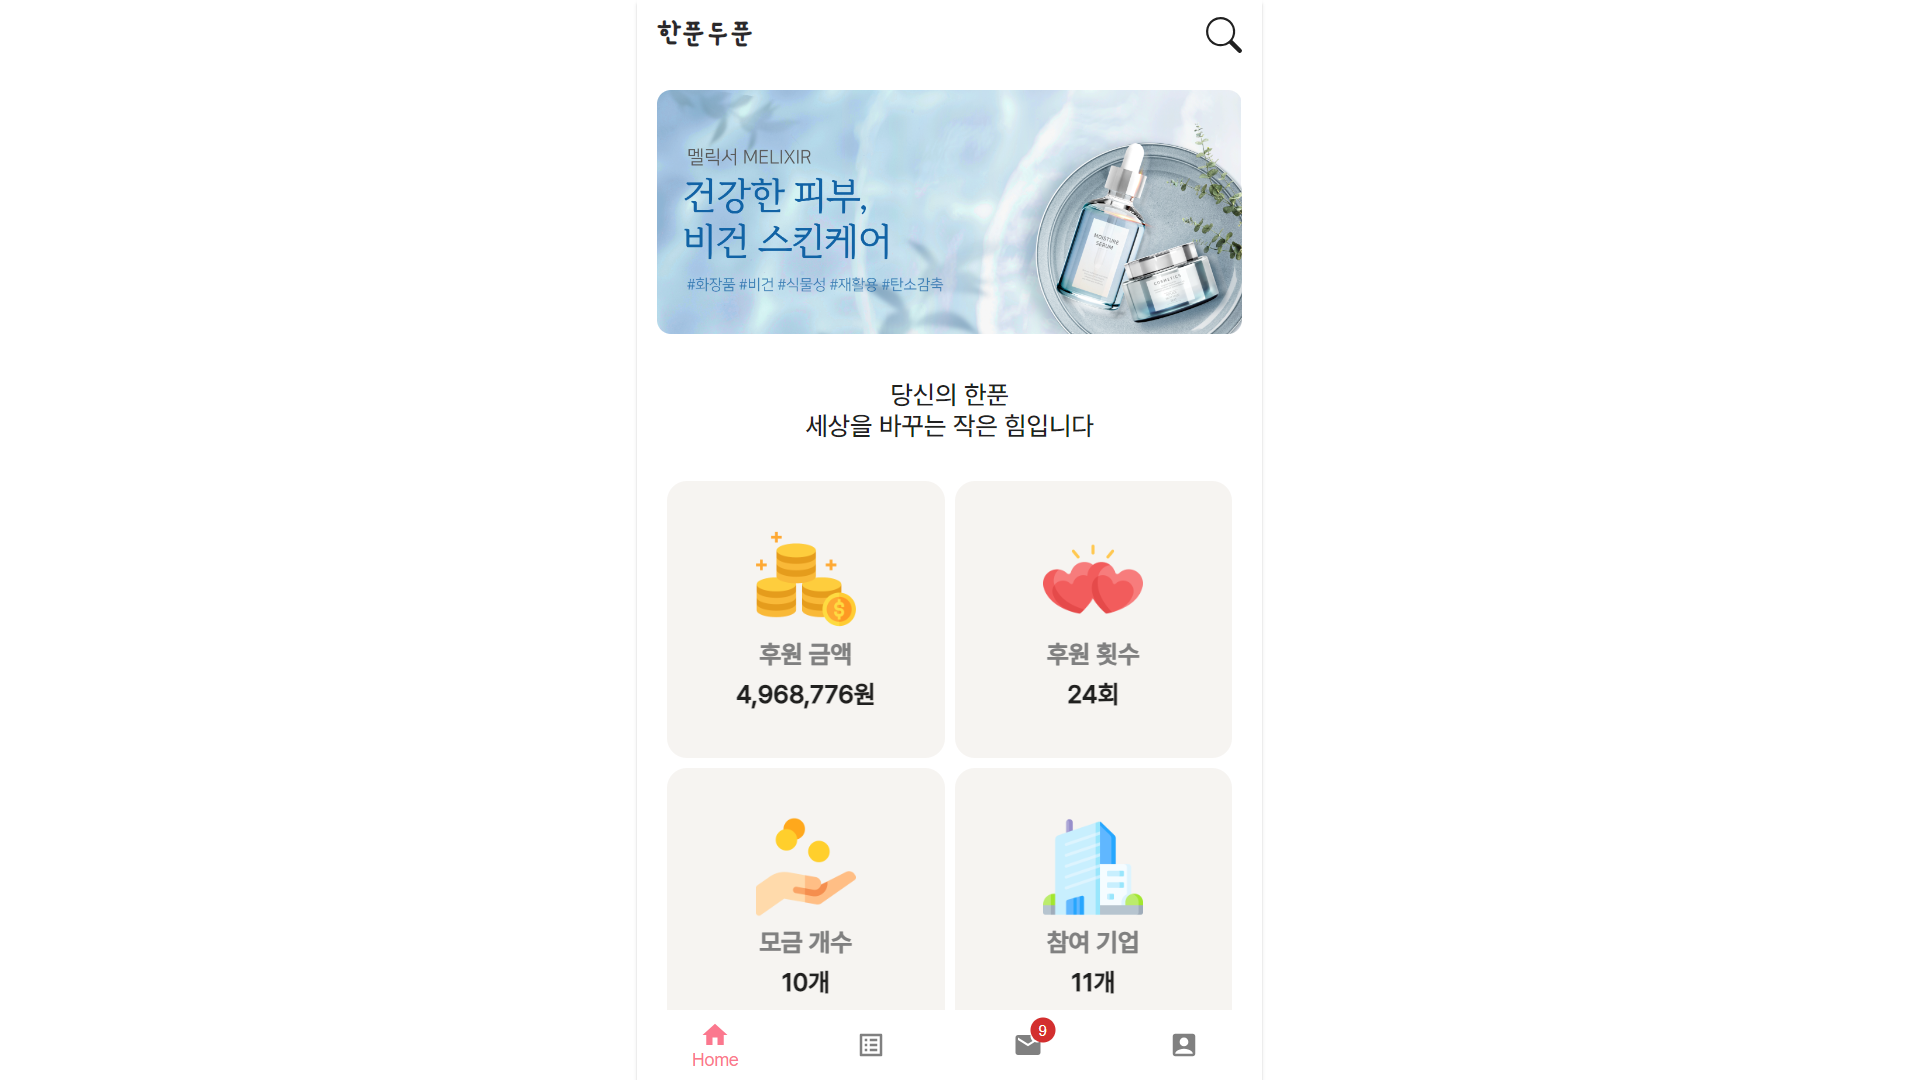 한푼두푼
멜릭서 MELIXIR
건강한 피부,
비건 스킨케어
#화장품 #비건 #식물성 #재활용 #탄소감축
MOISTURE
SERUM
당신의 한푼
세상을 바꾸는 작은 힘입니다
후원 금액
4,968,776원
후원 횟수
24회
모금 개수
10개
참여 기업
11개
Home
9